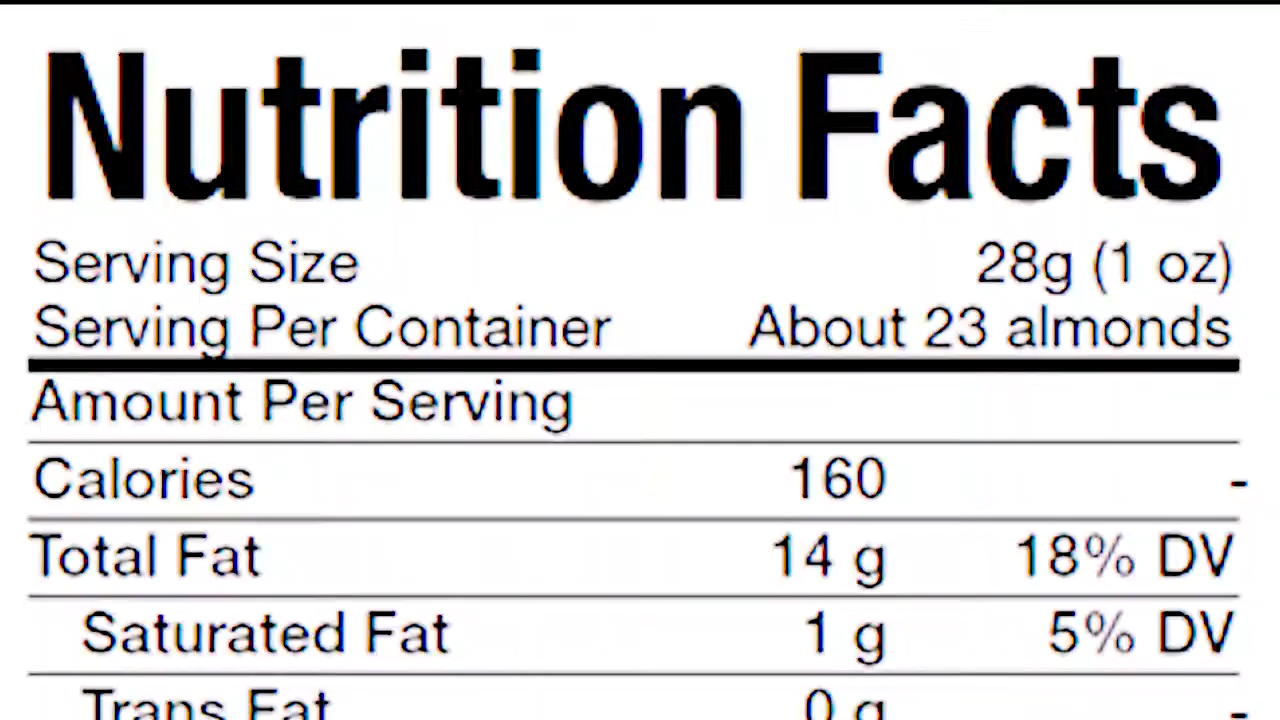 Nutrition Facts
Serving Size 28g (1 oz)
Serving Per Container About 23 almonds
Amount Per Serving
Calories 160 -
Total Fat 14 g 18% DV
Saturated Fat 1 g 5% DV
Trans Fat 0 g -